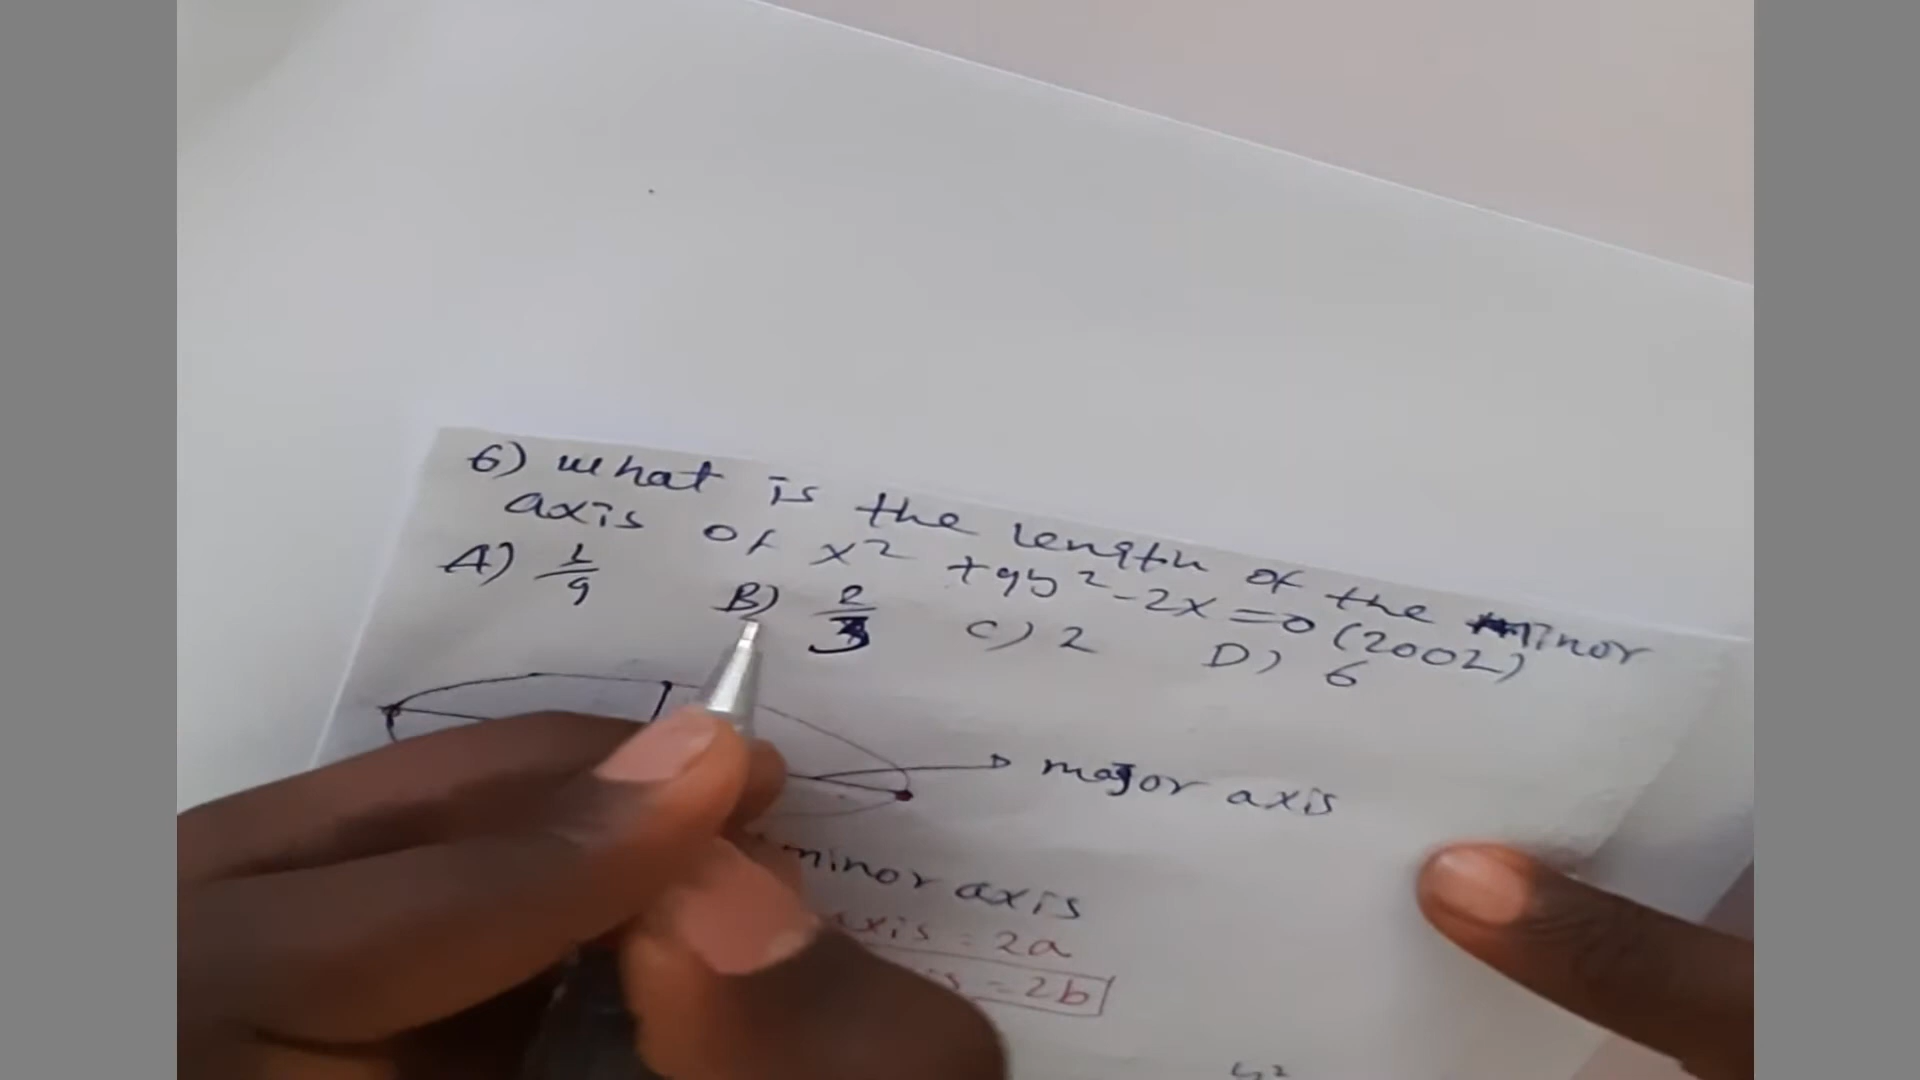 6) what is the length of the minor
axis of x² + 9y² - 2x = 0 (2002)
A) 1/9 B) 2/3 C) 2 D) 6
major axis
minor axis
axis = 2a
= 2b